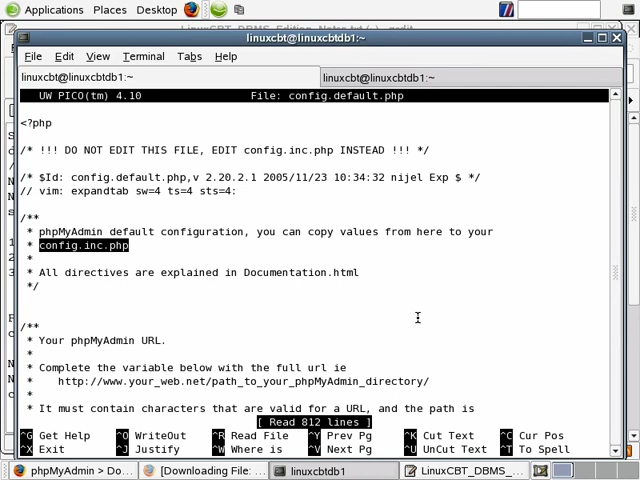 Applications Places Desktop
LinuxCBT_DBMS_Edition_Notes.txt
linuxcbt@linuxcbtdb1:~
File Edit View Terminal Tabs Help
linuxcbt@linuxcbtdb1:~ linuxcbt@linuxcbtdb1:~
UW PICO(tm) 4.10 File: config.default.php
<?php
/* !!! DO NOT EDIT THIS FILE, EDIT config.inc.php INSTEAD !!! */
/* $Id: config.default.php,v 2.20.2.1 2005/11/23 10:34:32 nijel Exp $ */
// vim: expandtab sw=4 ts=4 sts=4:
/**
* phpMyAdmin default configuration, you can copy values from here to your
* config.inc.php
*
* All directives are explained in Documentation.html
*/
/**
* Your phpMyAdmin URL.
*
* Complete the variable below with the full url ie
* http://www.your_web.net/path_to_your_phpMyAdmin_directory/
*
* It must contain characters that are valid for a URL, and the path is
[ Read 812 lines ]
^G Get Help ^O WriteOut ^R Read File ^Y Prev Pg ^K Cut Text ^C Cur Pos
^X Exit ^J Justify ^W Where is ^V Next Pg ^U UnCut Text ^T To Spell
phpMyAdmin > Do... [Downloading File: ... linuxcbtdb1 LinuxCBT_DBMS_...